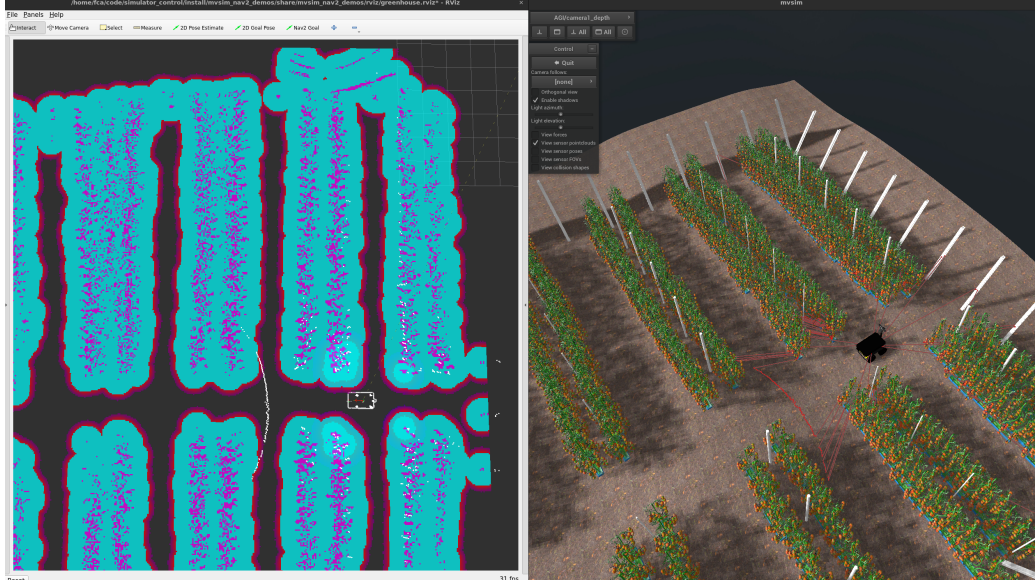 /home/fca/code/simulator_control/install/mvsim_nav2_demos/share/mvsim_nav2_demos/rviz/greenhouse.rviz* - RViz
File Panels Help
Interact Move Camera Select Measure 2D Pose Estimate 2D Goal Pose Nav2 Goal
Reset
31 fps
mvsim
AGI/camera1_depth
All All
Control
Quit
Camera follows:
[none]
Orthogonal view
Enable shadows
Light azimuth:
Light elevation:
View forces
View sensor pointclouds
View sensor poses
View sensor FOVs
View collision shapes